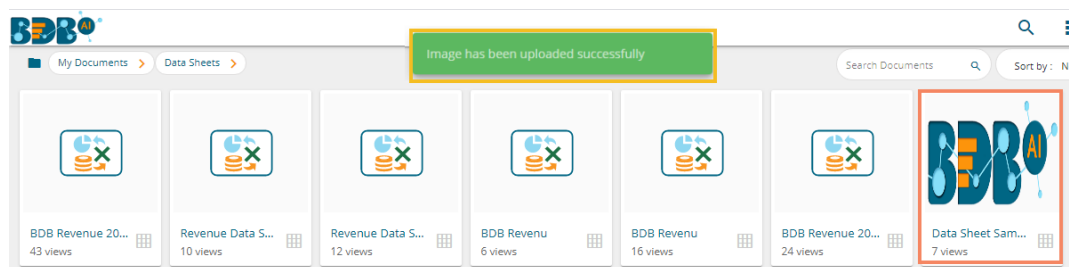 BDB AI
Image has been uploaded successfully
My Documents > Data Sheets >
Search Documents
Sort by : N
BDB AI
BDB Revenue 20...
43 views
Revenue Data S...
10 views
Revenue Data S...
12 views
BDB Revenu
6 views
BDB Revenu
16 views
BDB Revenue 20...
24 views
Data Sheet Sam...
7 views